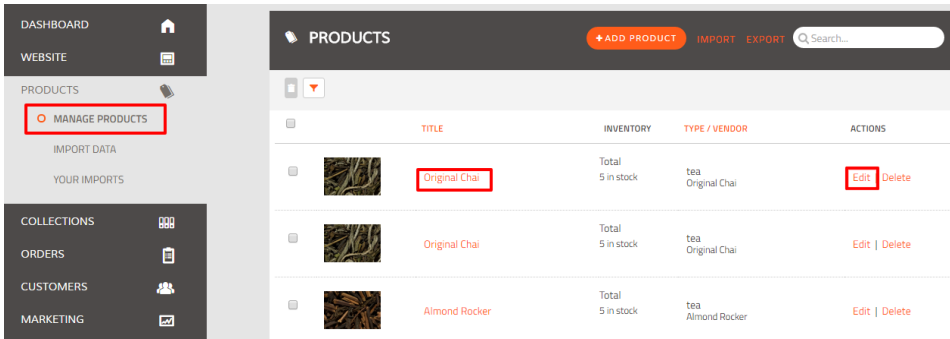 DASHBOARD
WEBSITE
PRODUCTS
MANAGE PRODUCTS
IMPORT DATA
YOUR IMPORTS
COLLECTIONS
ORDERS
CUSTOMERS
MARKETING
PRODUCTS
+ADD PRODUCT IMPORT EXPORT Search...
TITLE INVENTORY TYPE / VENDOR ACTIONS
Original Chai
Total
5 in stock
tea
Original Chai
Edit | Delete
Original Chai
Total
5 in stock
tea
Original Chai
Edit | Delete
Almond Rocker
Total
5 in stock
tea
Almond Rocker
Edit | Delete